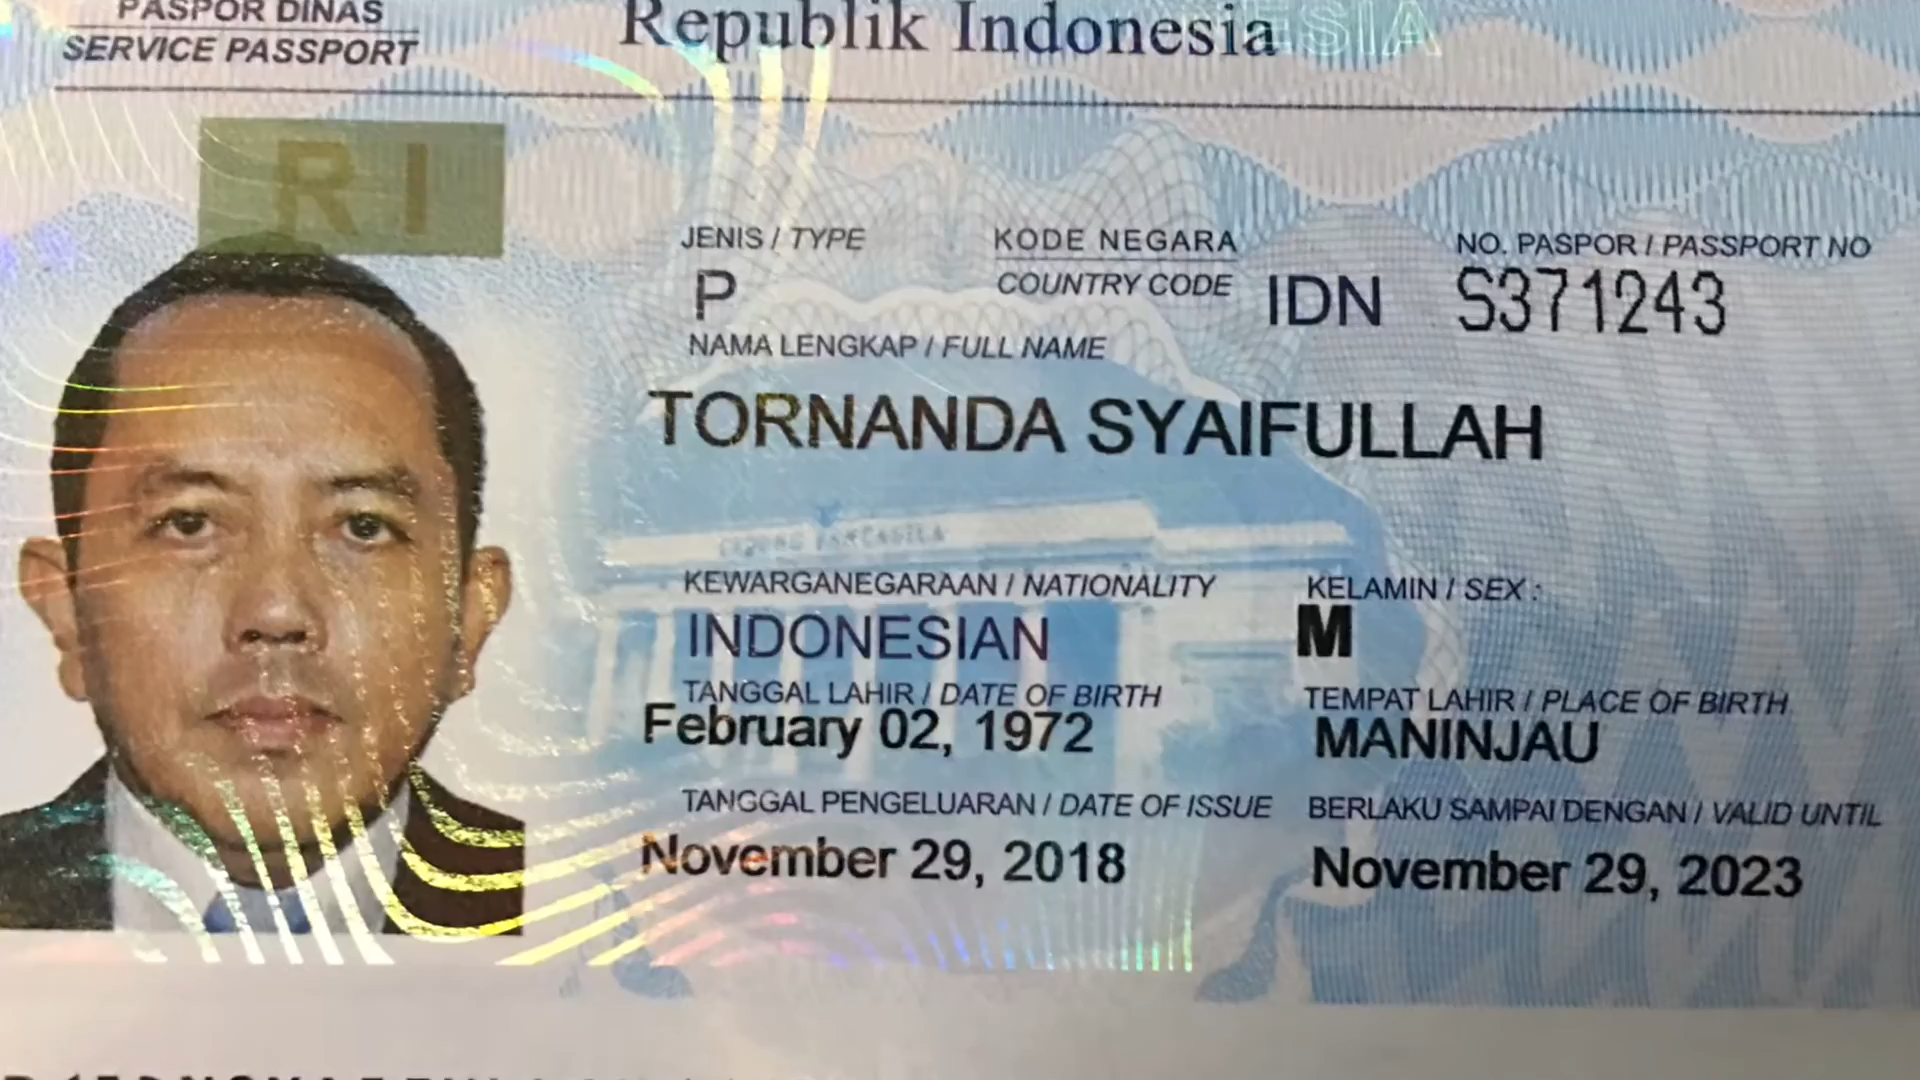 PASPOR DINAS
SERVICE PASSPORT
Republik Indonesia
RI
JENIS / TYPE
P
KODE NEGARA
COUNTRY CODE
IDN
NO. PASPOR / PASSPORT NO
S371243
NAMA LENGKAP / FULL NAME
TORNANDA SYAIFULLAH
KEWARGANEGARAAN / NATIONALITY
INDONESIAN
KELAMIN / SEX :
M
TANGGAL LAHIR / DATE OF BIRTH
February 02, 1972
TEMPAT LAHIR / PLACE OF BIRTH
MANINJAU
TANGGAL PENGELUARAN / DATE OF ISSUE
November 29, 2018
BERLAKU SAMPAI DENGAN / VALID UNTIL
November 29, 2023